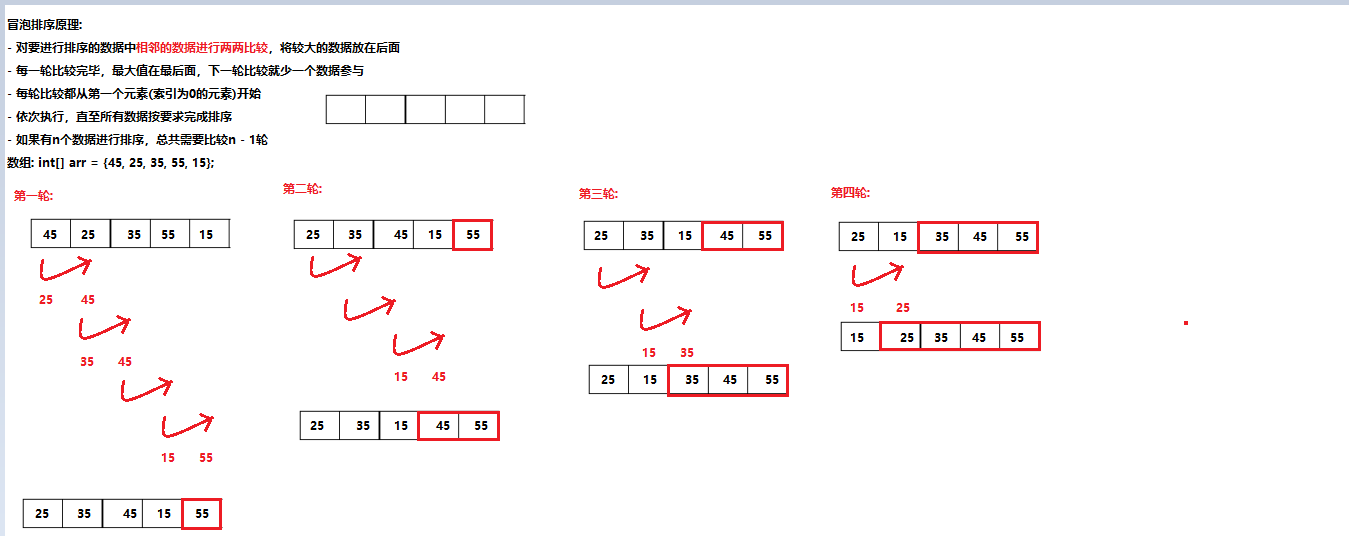 冒泡排序原理:
- 对要进行排序的数据中相邻的数据进行两两比较，将较大的数据放在后面
- 每一轮比较完毕，最大值在最后面，下一轮比较就少一个数据参与
- 每轮比较都从第一个元素(索引为0的元素)开始
- 依次执行，直至所有数据按要求完成排序
- 如果有n个数据进行排序，总共需要比较n - 1轮
数组: int[] arr = {45, 25, 35, 55, 15};
第一轮:
45 25 35 55 15
25 45
35 45
15 55
25 35 45 15 55
第二轮:
25 35 45 15 55
15 45
25 35 15 45 55
第三轮:
25 35 15 45 55
15 35
25 15 35 45 55
第四轮:
25 15 35 45 55
15 25
15 25 35 45 55